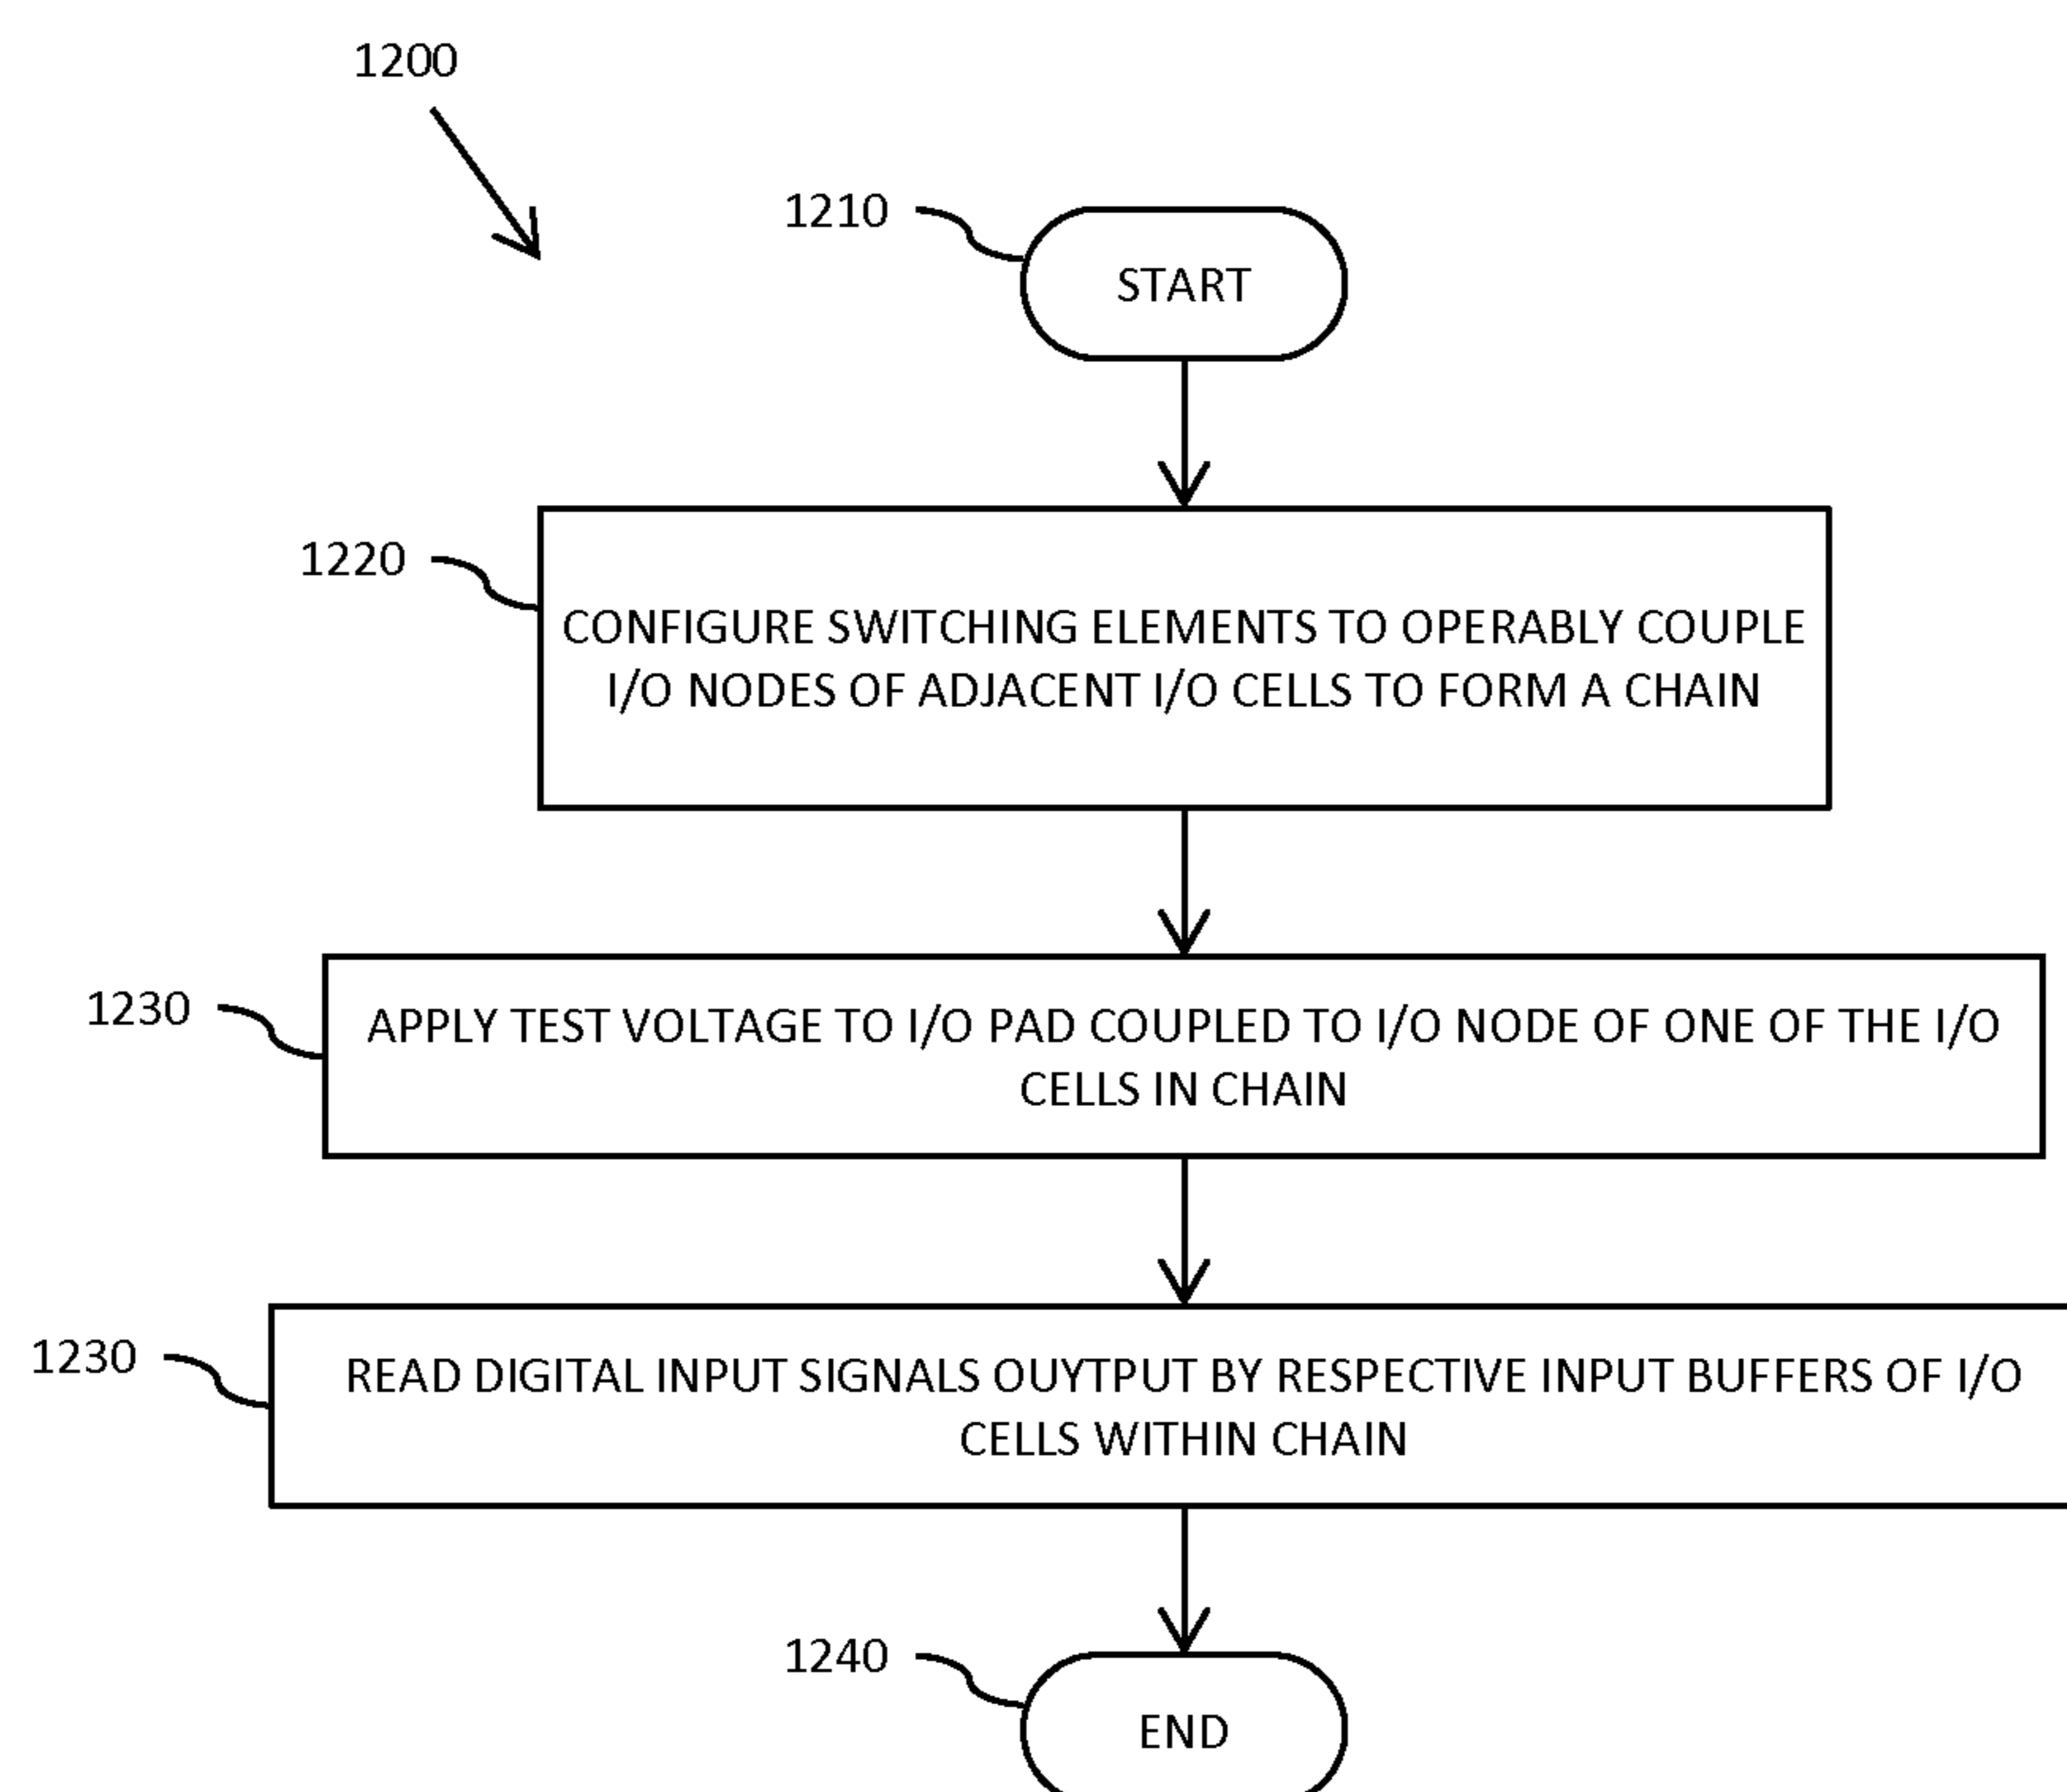 1200
1210
START
1220
CONFIGURE SWITCHING ELEMENTS TO OPERABLY COUPLE
I/O NODES OF ADJACENT I/O CELLS TO FORM A CHAIN
1230
APPLY TEST VOLTAGE TO I/O PAD COUPLED TO I/O NODE OF ONE OF THE I/O
CELLS IN CHAIN
1230
READ DIGITAL INPUT SIGNALS OUYTPUT BY RESPECTIVE INPUT BUFFERS OF I/O
CELLS WITHIN CHAIN
1240
END